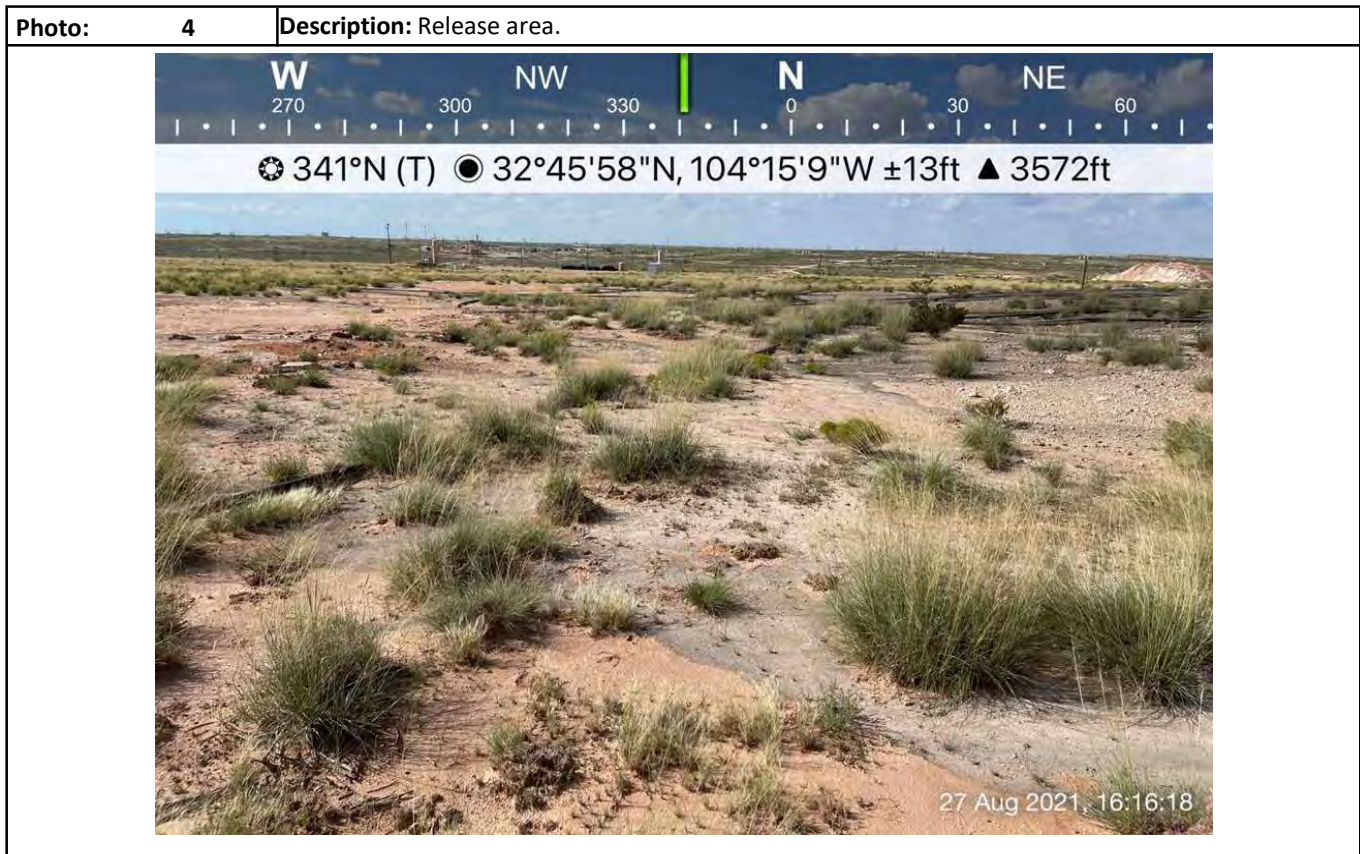 Photo: 4 Description: Release area.
W NW N NE
270 300 330 0 30 60
341°N (T) 32°45'58"N, 104°15'9"W ±13ft ▲ 3572ft
27 Aug 2021, 16:16:18